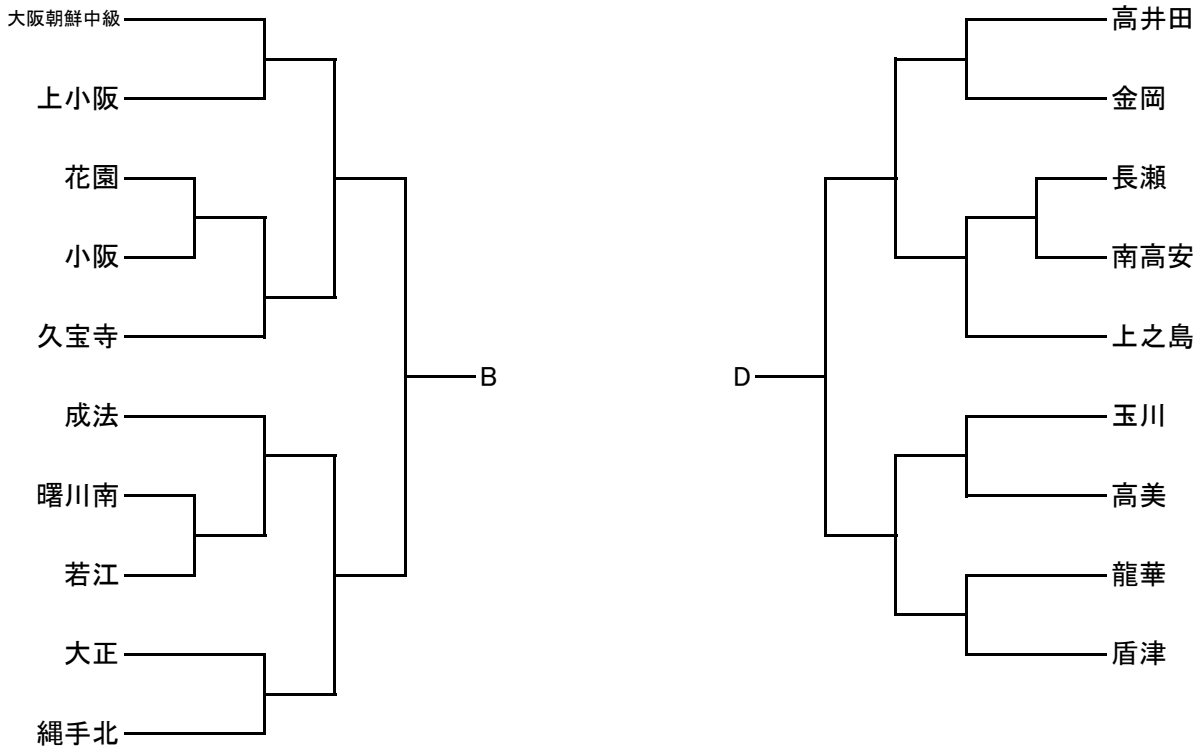 大阪朝鮮中級
上小阪
花園
小阪
久宝寺
成法
曙川南
若江
大正
縄手北
B
D
高井田
金岡
長瀬
南高安
上之島
玉川
高美
龍華
盾津